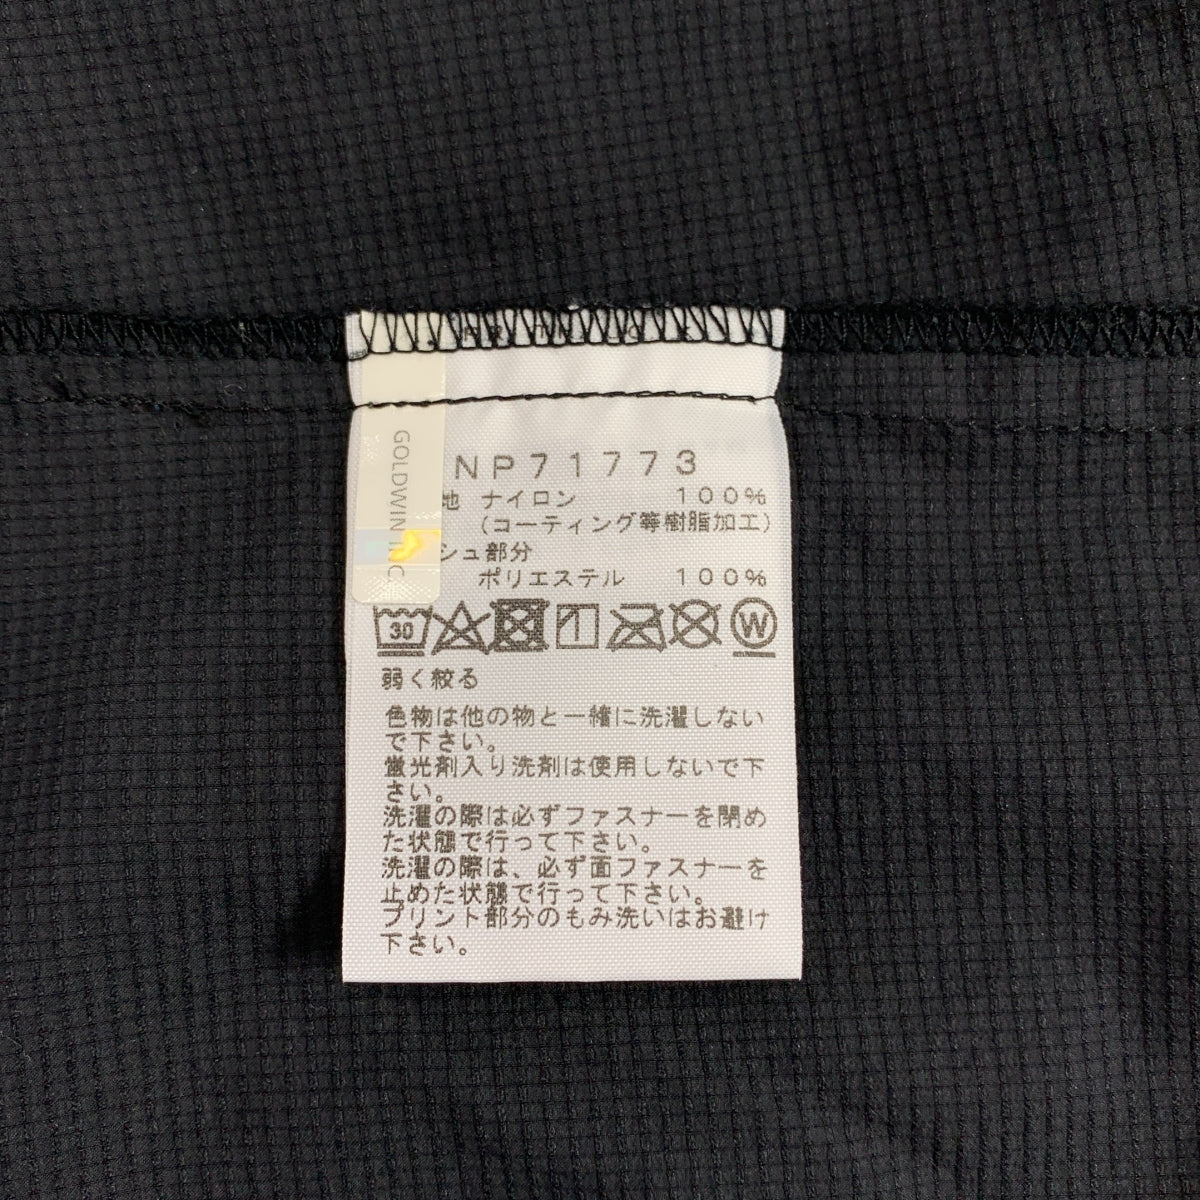 GOLDWIN INC
NP71773
地 ナイロン 100%
(コーティング等樹脂加工)
シュ部分
ポリエステル 100%
30 W
弱く絞る
色物は他の物と一緒に洗濯しない
で下さい。
蛍光剤入り洗剤は使用しないで下
さい。
洗濯の際は必ずファスナーを閉め
た状態で行って下さい。
洗濯の際は、必ず面ファスナーを
止めた状態で行って下さい。
プリント部分のもみ洗いはお避け
下さい。